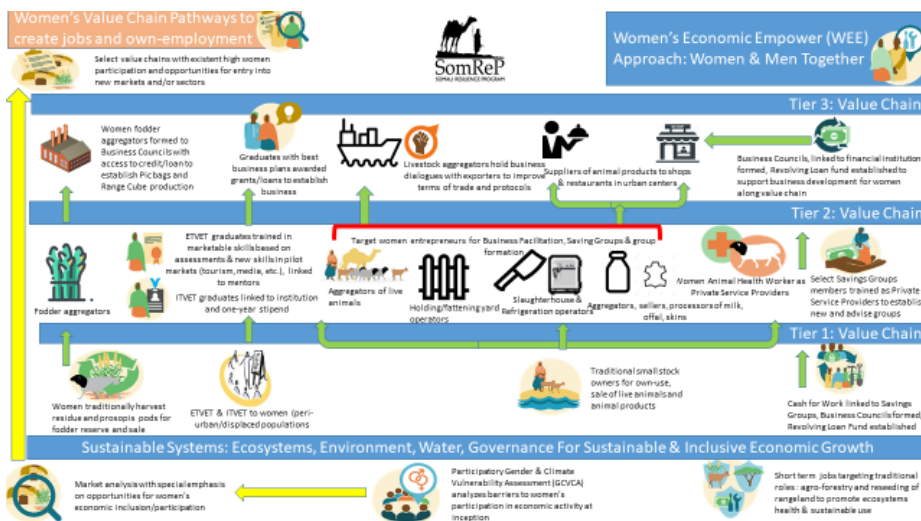 Women's Value Chain Pathways to
create jobs and own-employment
Select value chains with existent high women
participation and opportunities for entry into
new markets and/or sectors
SomReP
SOMALI RESILIENCE PROGRAM
Women's Economic Empower (WEE)
Approach: Women & Men Together
Tier 3: Value Chain
Women fodder
aggregators formed to
Business Councils with
access to credit/loan to
establish Picbags and
Range Cube production
Graduates with best
business plans awarded
grants/loans to establish
business
Livestock aggregators hold business
dialogues with exporters to improve
terms of trade and protocols
Suppliers of animal products to shops
& restaurants in urban centers
Business Councils, linked to financial institution
formed, Revolving Loan fund established to
support business development for women
along value chain
Tier 2: Value Chain
Fodder aggregators
ETVET graduates trained in
marketable skills based on
assessments & new skills in pilot
markets (tourism, media, etc.), linked
to mentors
ITVET graduates linked to institution
and one-year stipend
Target women entrepreneurs for Business Facilitation, Saving Groups & group
formation
Aggregators of live
animals
Holding/fattening yard
operators
Slaughterhouse &
Refrigeration operators
Aggregators, sellers, processors of milk,
offal, skins
Women Animal Health Worker as
Private Service Providers
Select Savings Groups
members trained as Private
Service Providers to establis
new and advise groups
Tier 1: Value Chain
Women traditionally harvest
residue and prosopis pods for
fodder reserve and sale
ETVET & ITVET to women (peri-
urban/displaced populations
Traditional small stock
owners for own-use,
sale of live animals and
animal products
Cash for Work linked to Savings
Groups, Business Councils formed,
Revolving Loan Fund established
Sustainable Systems: Ecosystems, Environment, Water, Governance For Sustainable & Inclusive Economic Growth
Market analysis with special emphasis
on opportunities for women's
economic inclusion/participation
Participatory Gender & Climate
Vulnerability Assessment (GCVCA)
analyzes barriers to women's
participation in economic activity at
inception
Short term jobs targeting traditional
roles: agro-forestry and reseeding of
rangeland to promote ecosystems
health & sustainable use